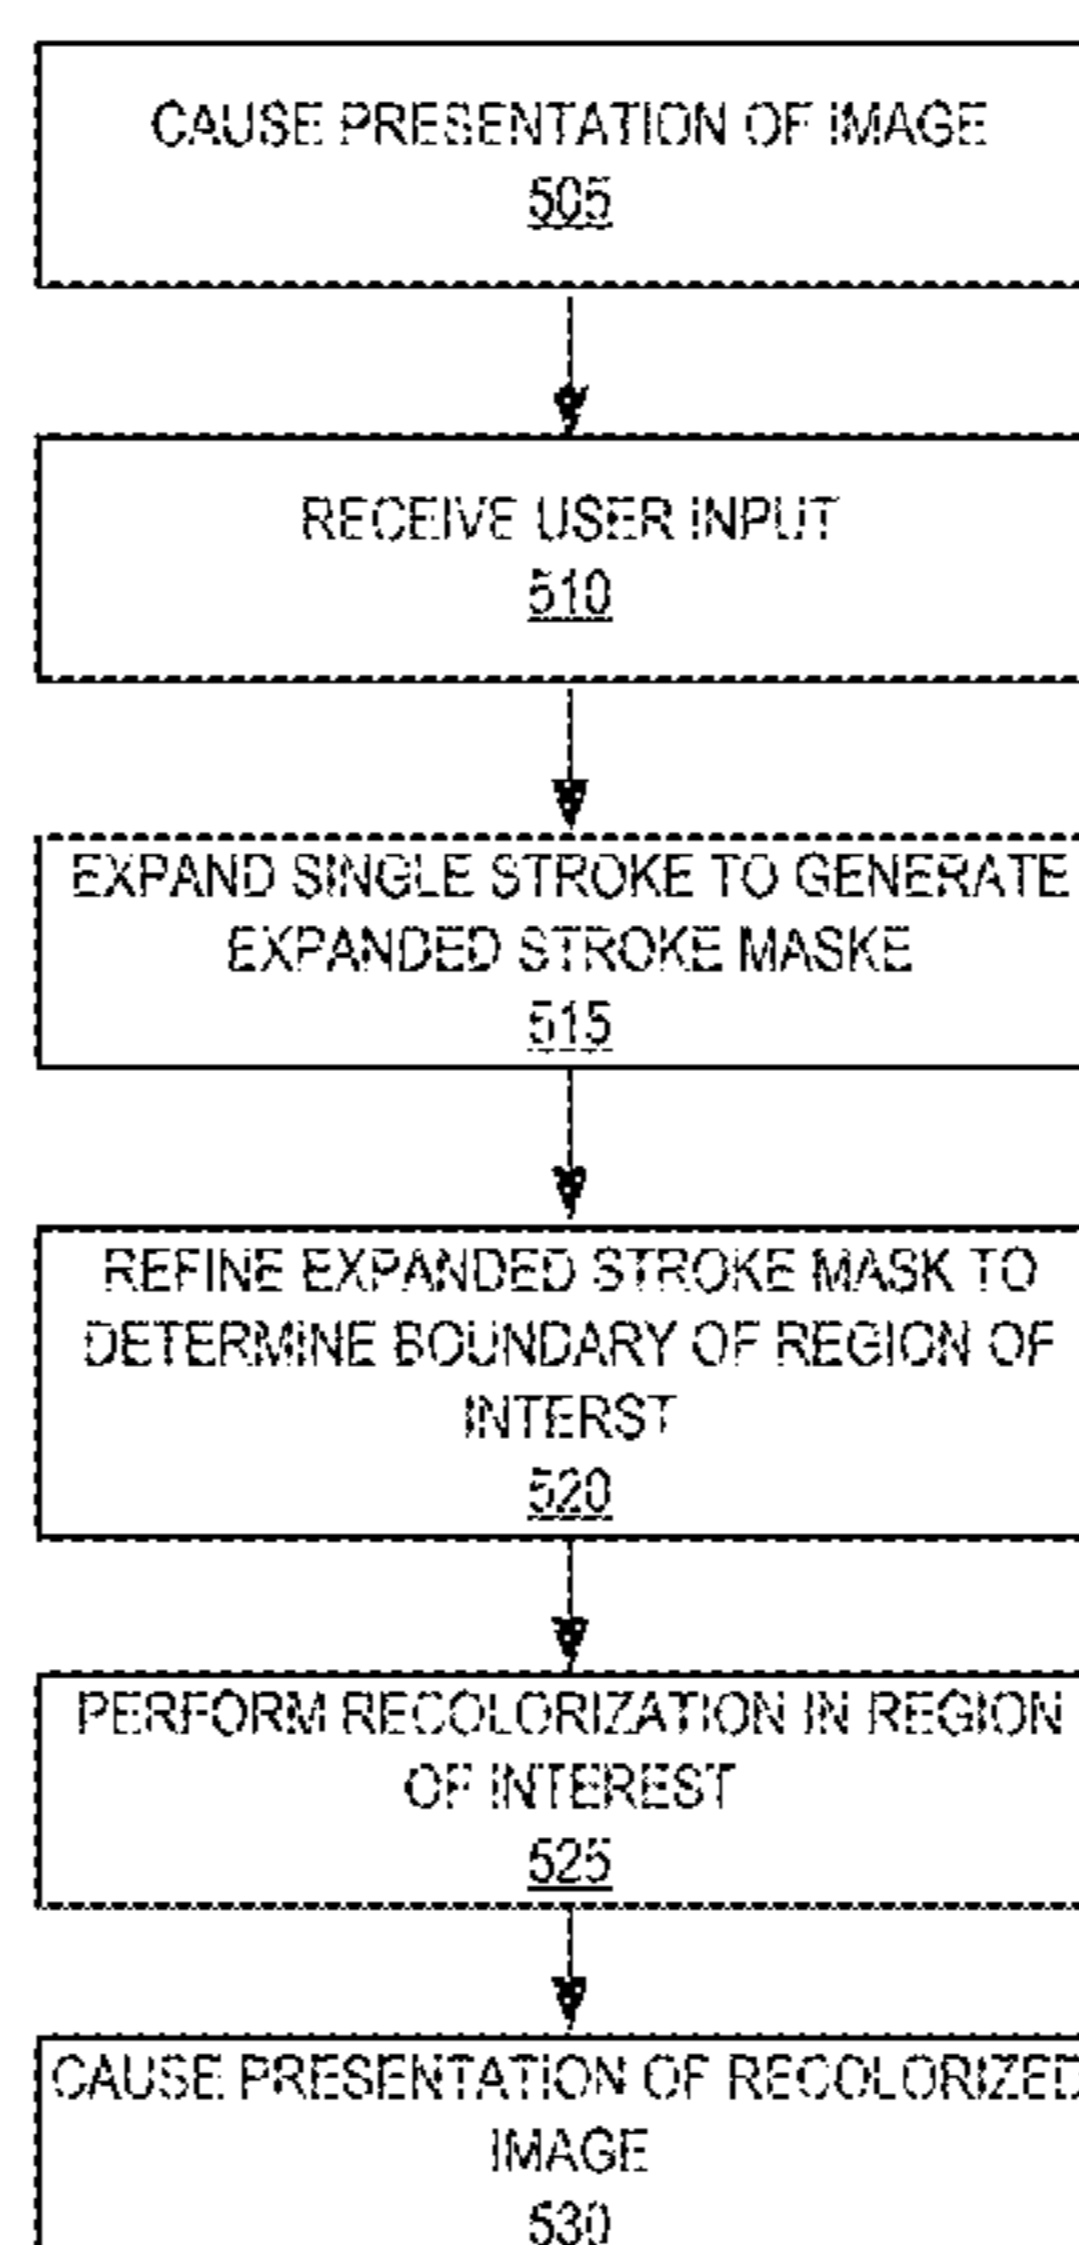 CAUSE PRESENTATION OF IMAGE
505
RECEIVE USER INPUT
510
EXPAND SINGLE STROKE TO GENERATE
EXPANDED STROKE MASKE
515
REFINE EXPANDED STROKE MASK TO
DETERMINE BOUNDARY OF REGION OF
INTERST
520
PERFORM RECOLORIZATION IN REGION
OF INTEREST
525
CAUSE PRESENTATION OF RECOLORIZED
IMAGE
530